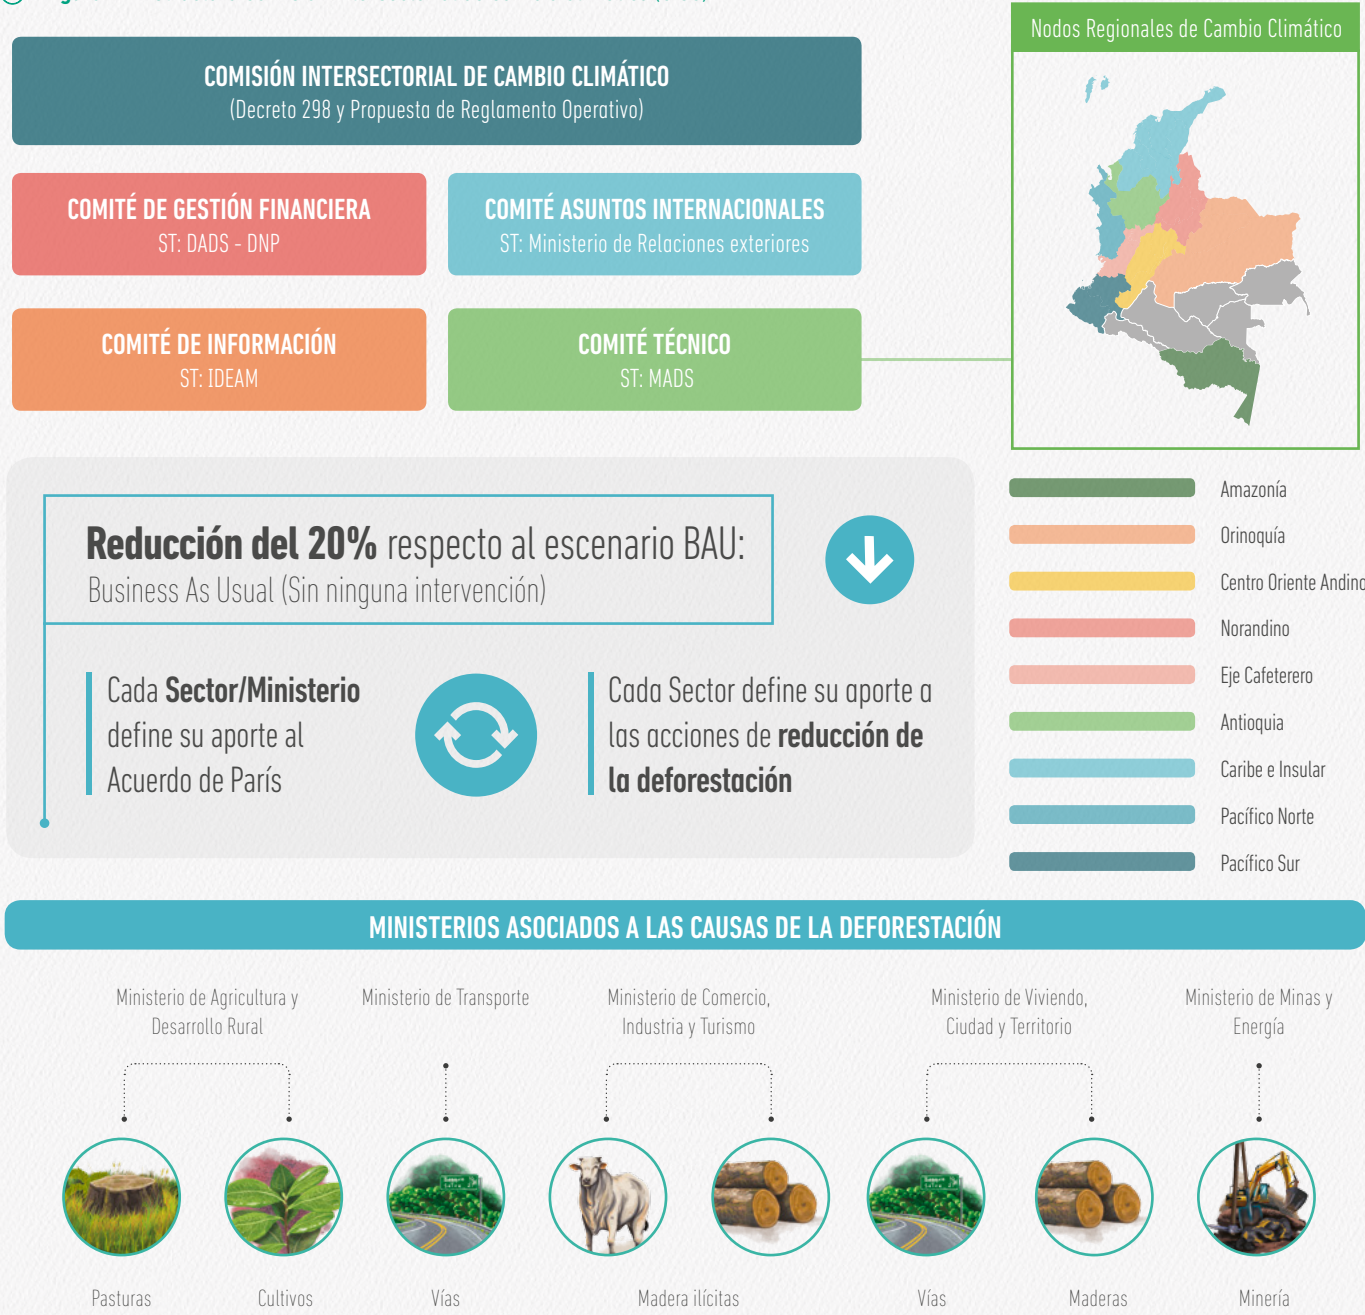 Nodos Regionales de Cambio Climático
COMISIÓN INTERSECTORIAL DE CAMBIO CLIMÁTICO
(Decreto 298 y Propuesta de Reglamento Operativo)
COMITÉ DE GESTIÓN FINANCIERA
ST: DADS - DNP
COMITÉ ASUNTOS INTERNACIONALES
ST: Ministerio de Relaciones exteriores
COMITÉ DE INFORMACIÓN
ST: IDEAM
COMITÉ TÉCNICO
ST: MADS
Reducción del 20% respecto al escenario BAU:
Business As Usual (Sin ninguna intervención)
Cada Sector/Ministerio
define su aporte al
Acuerdo de París
Cada Sector define su aporte a
las acciones de reducción de
la deforestación
Amazonía
Orinoquía
Centro Oriente Andino
Norandino
Eje Cafeterero
Antioquia
Caribe e Insular
Pacífico Norte
Pacífico Sur
MINISTERIOS ASOCIADOS A LAS CAUSAS DE LA DEFORESTACIÓN
Ministerio de Agricultura y
Desarrollo Rural
Ministerio de Transporte
Ministerio de Comercio,
Industria y Turismo
Ministerio de Viviendo,
Ciudad y Territorio
Ministerio de Minas y
Energía
Pasturas
Cultivos
Vías
Madera ilícitas
Vías
Maderas
Minería